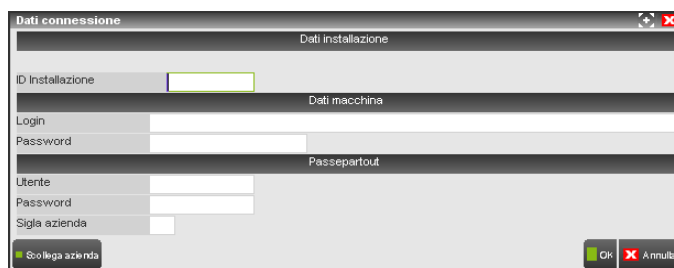 Dati connessione
Dati installazione
ID Installazione
Dati macchina
Login
Password
Passepartout
Utente
Password
Sigla azienda
Scollega azienda Ok Annulla